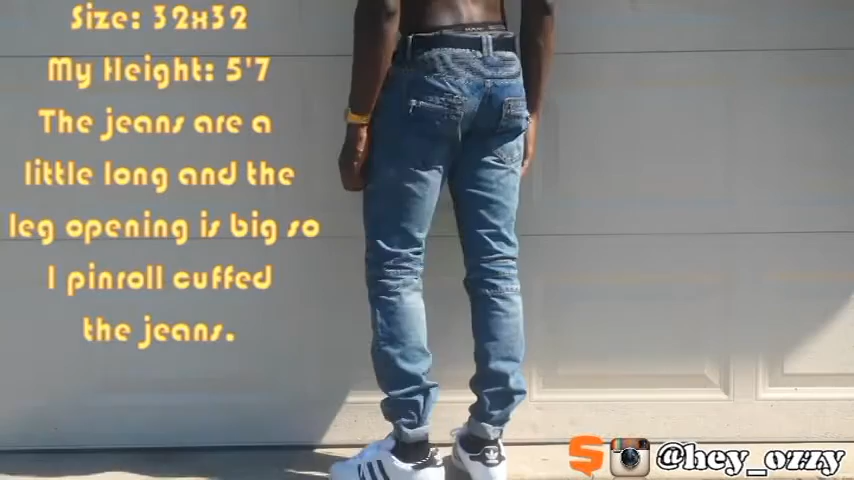 Size: 32x32
My Height: 5'7
The jeans are a
little long and the
leg opening is big so
I pinroll cuffed
the jeans.
@hey_ozzy